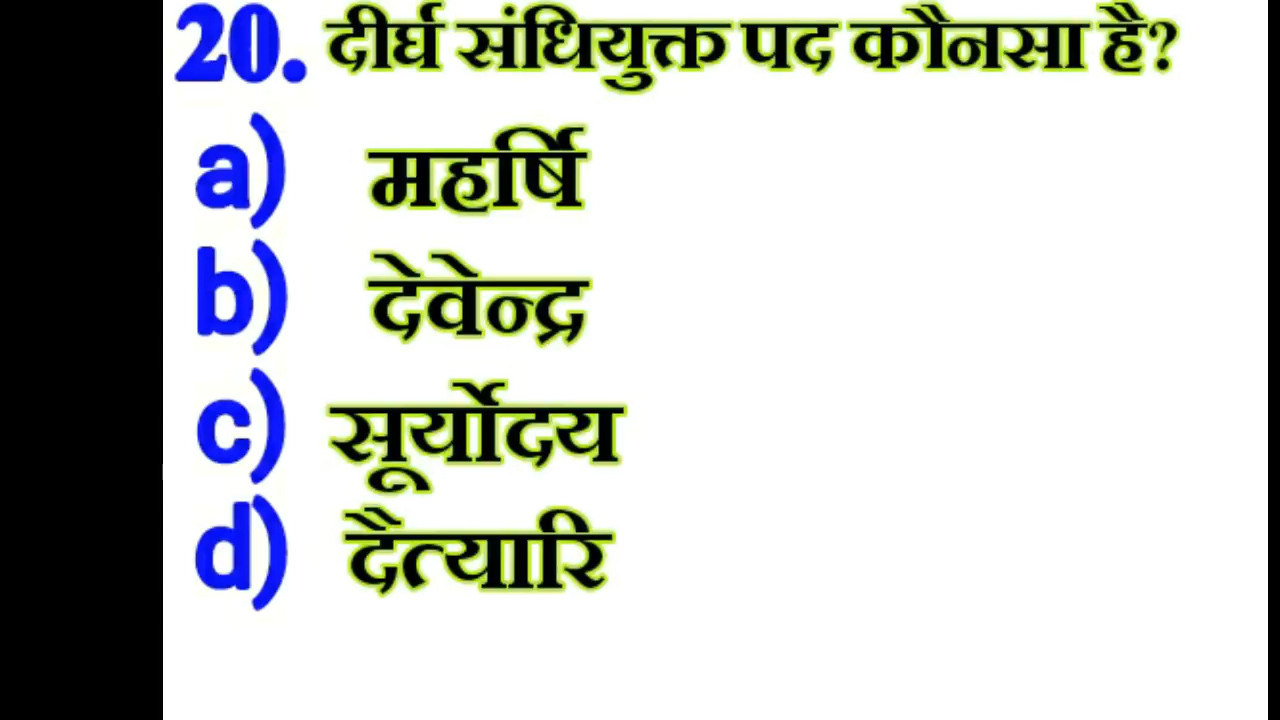 20. दीर्घ संधियुक्त पद कौनसा है?
a) महर्षि
b) देवेन्द्र
c) सूर्योदय
d) दैत्यारि